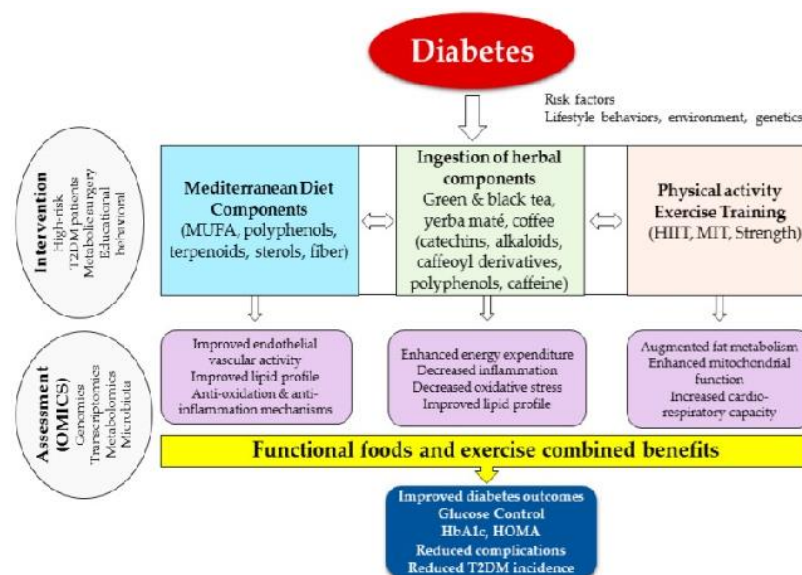 Diabetes
Risk factors
Lifestyle behaviors, environment, genetics
Intervention
High-risk
T2DM patients
Metabolic surgery
Educational
behavioral
Mediterranean Diet
Components
(MUFA, polyphenols,
terpenoids, sterols, fiber)
Ingestion of herbal
components
Green & black tea,
yerba maté, coffee
(catechins, alkaloids,
caffeoyl derivatives,
polyphenols, caffeine)
Physical activity
Exercise Training
(HIIT, MIT, Strength)
Assessment
(OMICS)
Genomics
Transcriptomics
Metabolomics
Microbiota
Improved endothelial
vascular activity
Improved lipid profile
Anti-oxidation & anti-
inflammation mechanisms
Enhanced energy expenditure
Decreased inflammation
Decreased oxidative stress
Improved lipid profile
Augmented fat metabolism
Enhanced mitochondrial
function
Increased cardio-
respiratory capacity
Functional foods and exercise combined benefits
Improved diabetes outcomes
Glucose Control
HbA1c, HOMA
Reduced complications
Reduced T2DM incidence